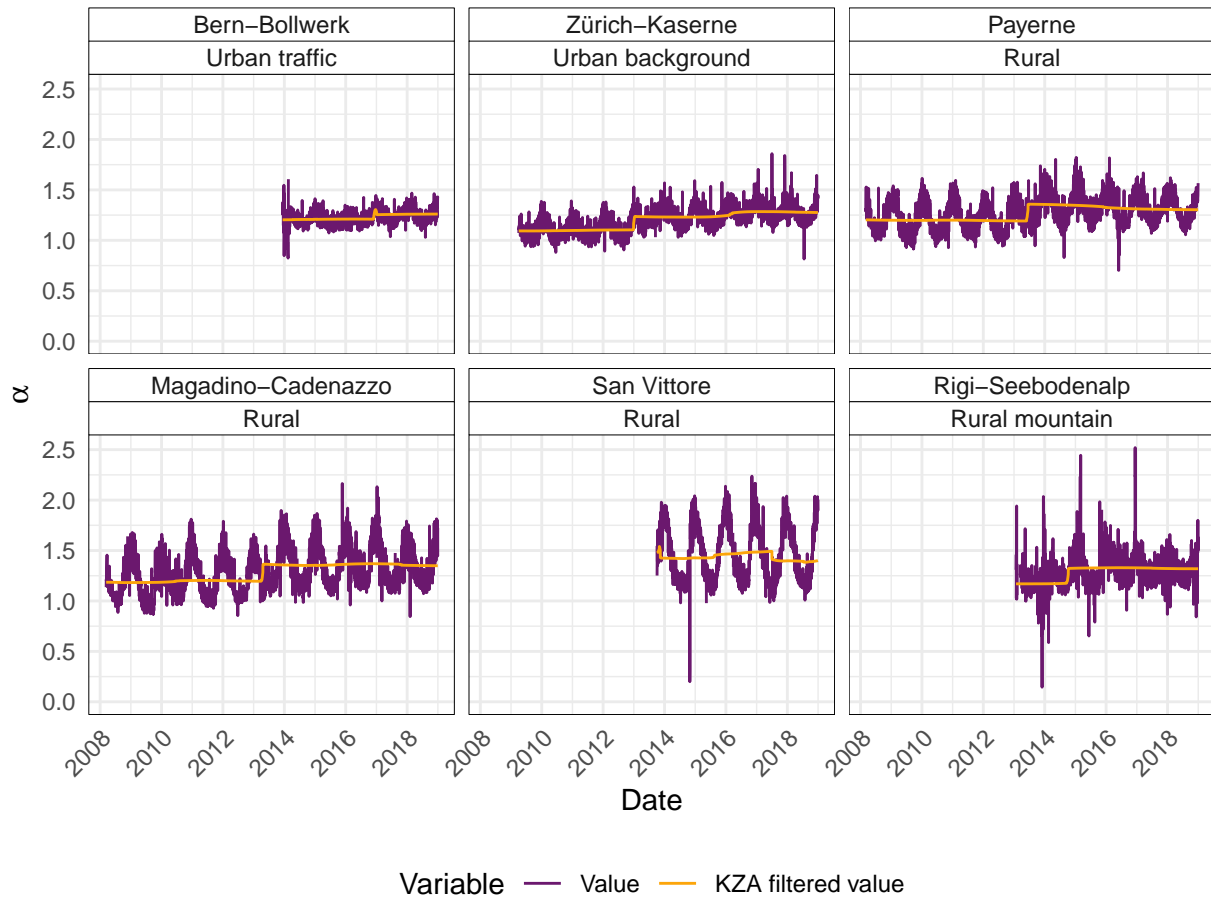 Bern−Bollwerk
Urban traffic
Zürich−Kaserne
Urban background
Payerne
Rural
2.5
2.0
1.5
1.0
0.5
0.0
α
Magadino−Cadenazzo
Rural
San Vittore
Rural
Rigi−Seebodenalp
Rural mountain
2.5
2.0
1.5
1.0
0.5
0.0
2008 2010 2012 2014 2016 2018
2008 2010 2012 2014 2016 2018
2008 2010 2012 2014 2016 2018
Date
Variable Value KZA filtered value